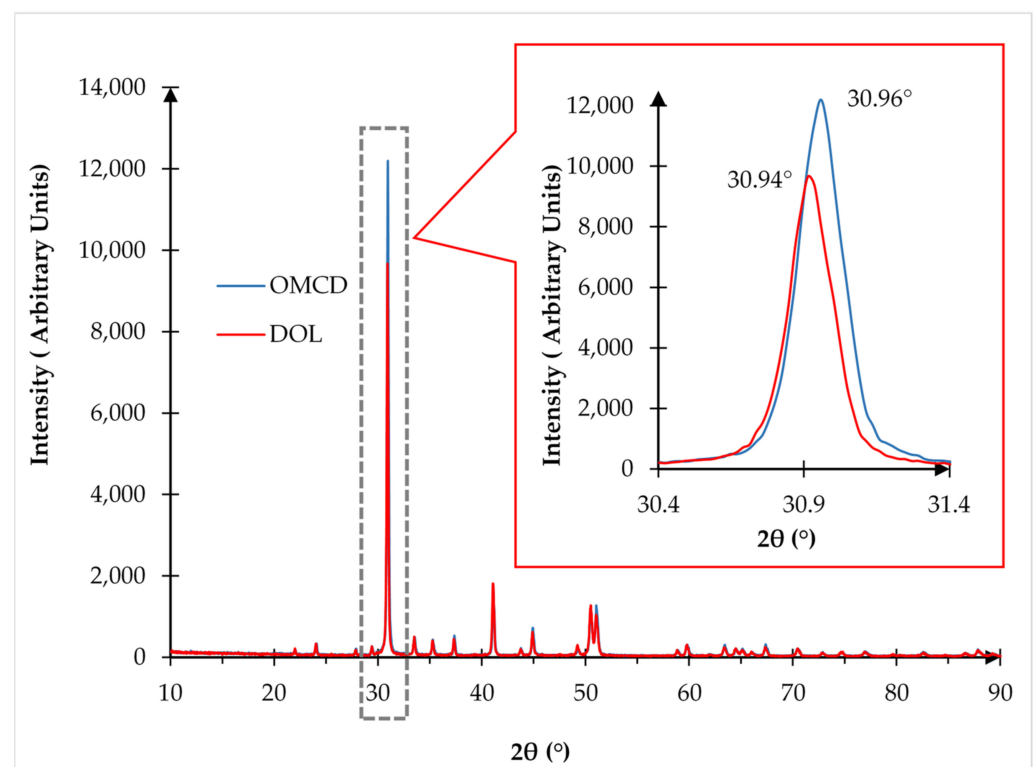 14,000
12,000
10,000
8,000
6,000
4,000
2,000
0
Intensity ( Arbitrary Units)
OMCD
DOL
10 20 30 40 50 60 70 80 90
2θ (°)
12,000
10,000
8,000
6,000
4,000
2,000
0
Intensity ( Arbitrary Units)
30.96°
30.94°
30.4 30.9 31.4
2θ (°)